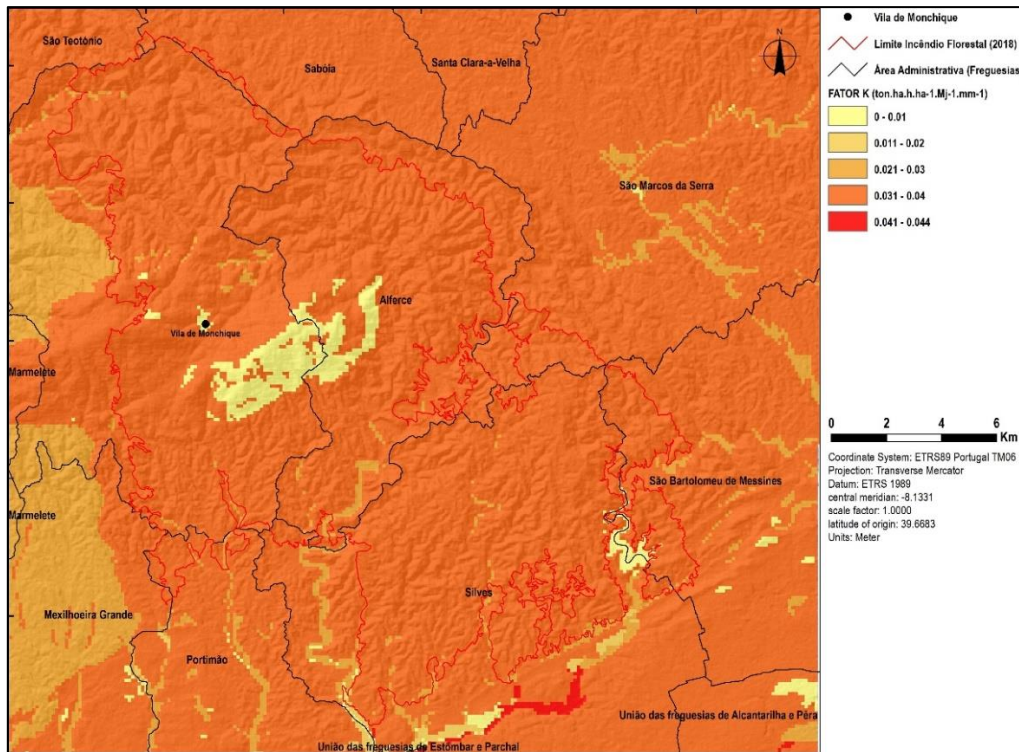 São Teotónio
Sabóia
Santa Clara-a-Velha
São Marcos da Serra
Alferce
Vila de Monchique
Marmelete
São Bartolomeu de Messines
Marmelete
Silves
Mexilhoeira Grande
Portimão
União das freguesias de Alcantarilha e Pêra
União das freguesias de Estômbar e Parchal
N
Vila de Monchique
Limite Incêndio Florestal (2018)
Área Administrativa (Freguesias
FATOR K (ton.ha.h.ha-1.Mj-1.mm-1)
0 - 0.01
0.011 - 0.02
0.021 - 0.03
0.031 - 0.04
0.041 - 0.044
0 2 4 6
Km
Coordinate System: ETRS89 Portugal TM06
Projection: Transverse Mercator
Datum: ETRS 1989
central meridian: -8.1331
scale factor: 1.0000
latitude of origin: 39.6683
Units: Meter